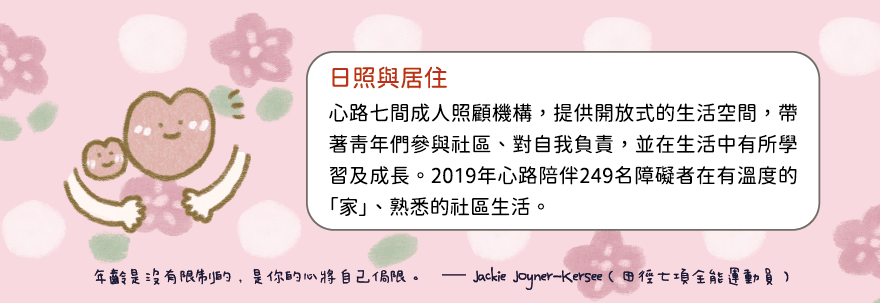 日照與居住
心路七間成人照顧機構，提供開放式的生活空間，帶
著青年們參與社區、對自我負責，並在生活中有所學
習及成長。2019年心路陪伴249名障礙者在有溫度的
「家」、熟悉的社區生活。
年齡是沒有限制的，是你的心將自己侷限。 —— Jackie Joyner-Kersee（田徑七項全能運動員）